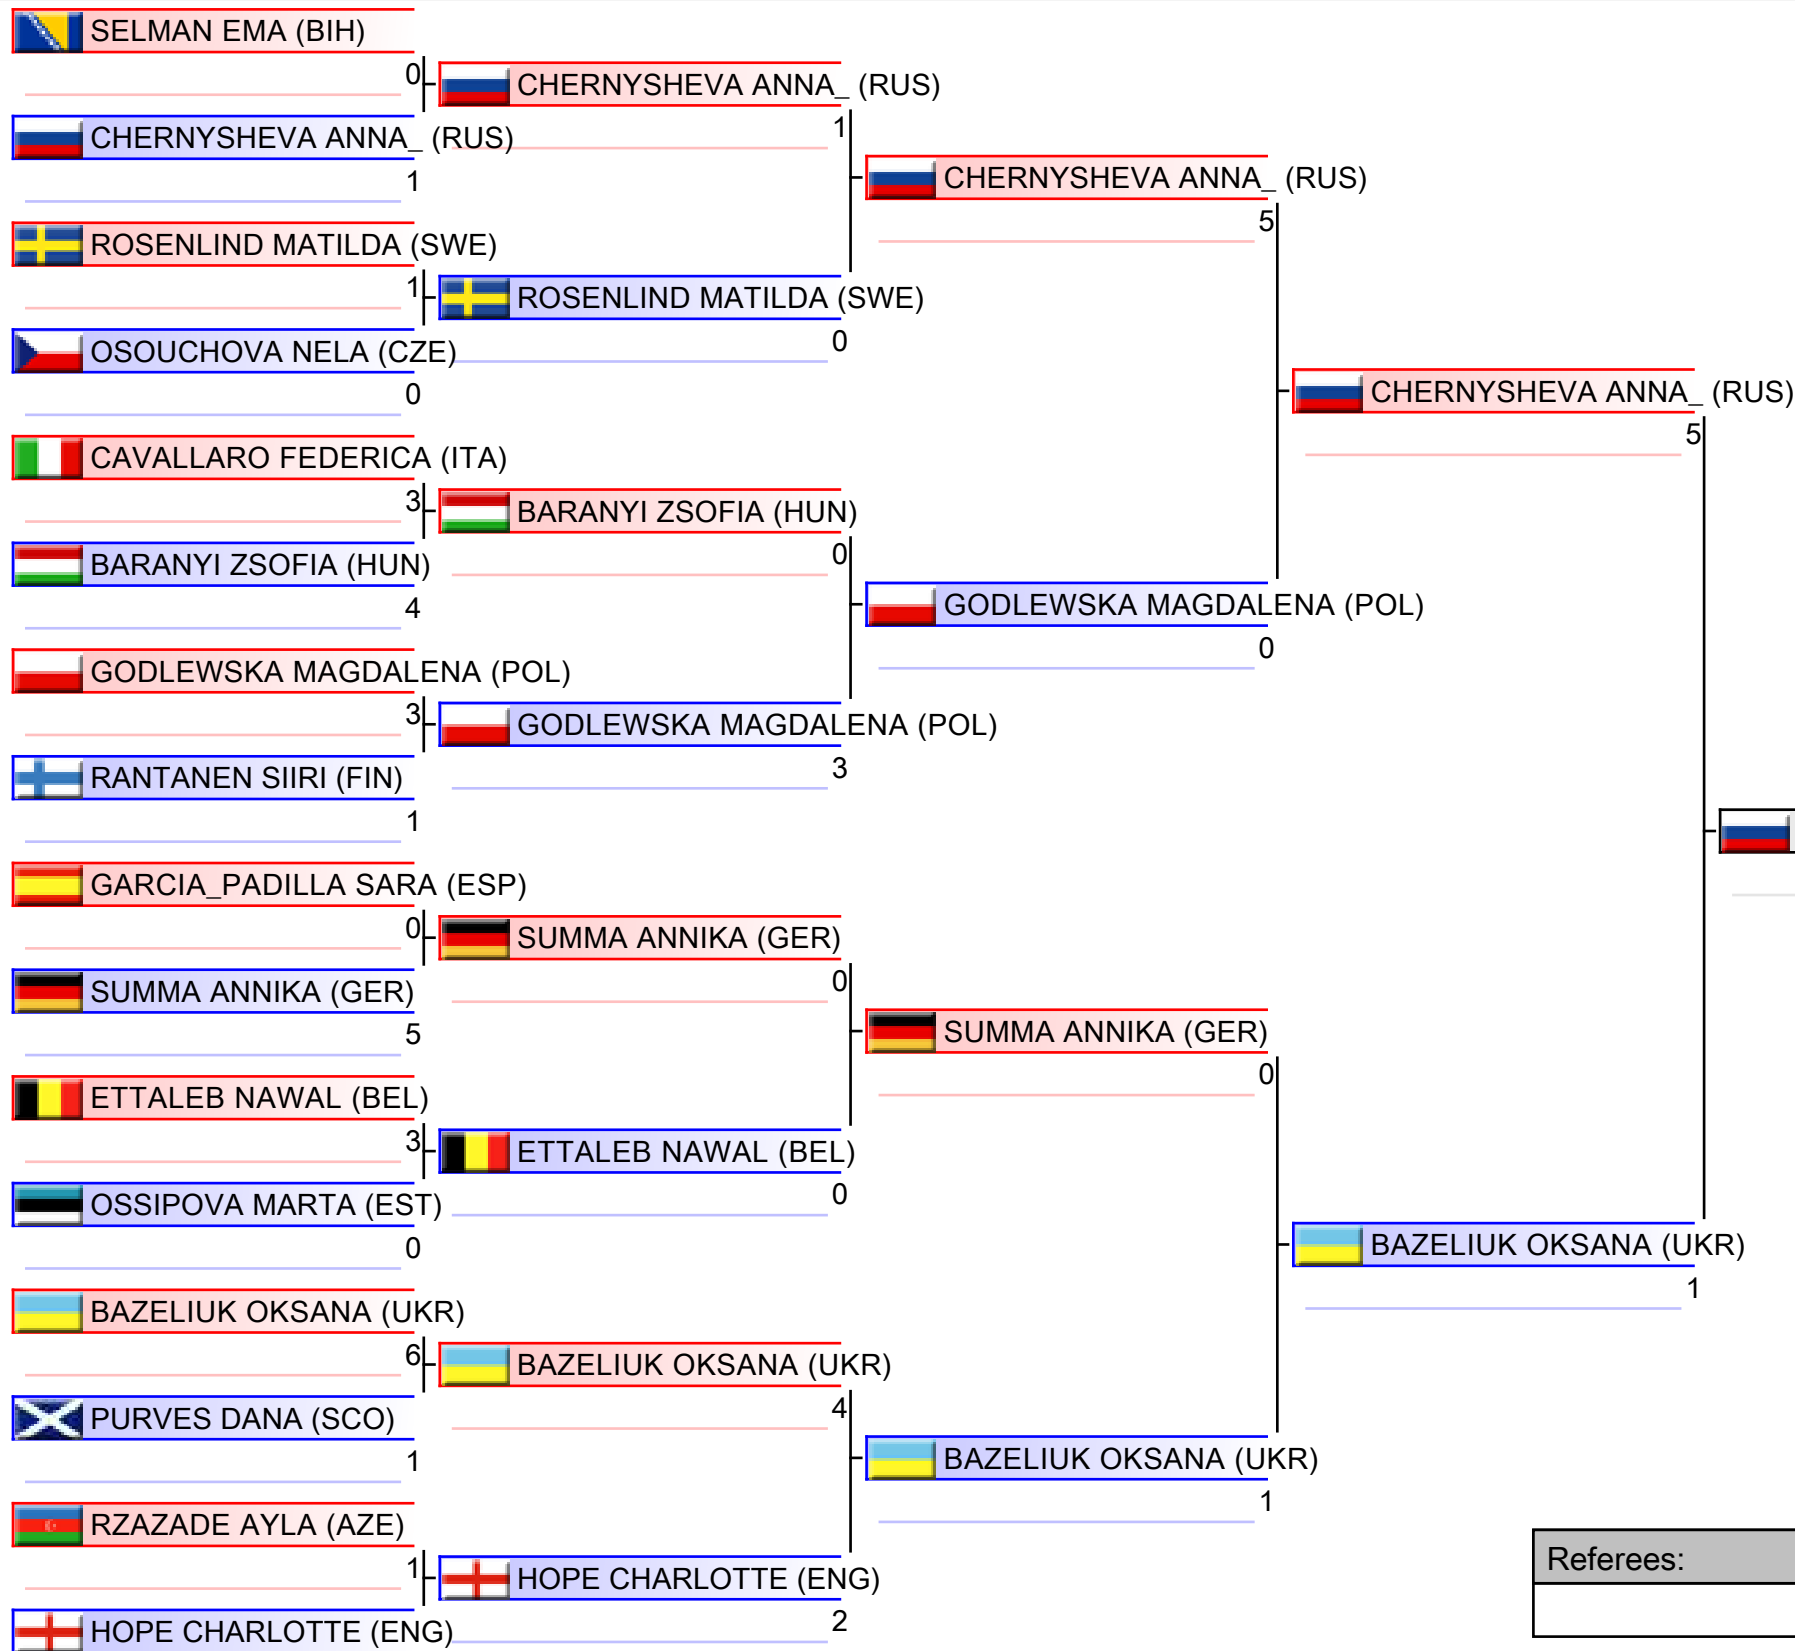 SELMAN EMA (BIH)
0
CHERNYSHEVA ANNA_ (RUS)
1
ROSENLIND MATILDA (SWE)
1
OSOUCHOVA NELA (CZE)
0
CAVALLARO FEDERICA (ITA)
3
BARANYI ZSOFIA (HUN)
4
GODLEWSKA MAGDALENA (POL)
3
RANTANEN SIIRI (FIN)
1
GARCIA_PADILLA SARA (ESP)
0
SUMMA ANNIKA (GER)
5
ETTALEB NAWAL (BEL)
3
OSSIPOVA MARTA (EST)
0
BAZELIUK OKSANA (UKR)
6
PURVES DANA (SCO)
1
RZAZADE AYLA (AZE)
1
HOPE CHARLOTTE (ENG)
CHERNYSHEVA ANNA_ (RUS)
1
ROSENLIND MATILDA (SWE)
0
BARANYI ZSOFIA (HUN)
0
GODLEWSKA MAGDALENA (POL)
3
SUMMA ANNIKA (GER)
0
ETTALEB NAWAL (BEL)
0
BAZELIUK OKSANA (UKR)
4
HOPE CHARLOTTE (ENG)
2
CHERNYSHEVA ANNA_ (RUS)
5
GODLEWSKA MAGDALENA (POL)
0
SUMMA ANNIKA (GER)
0
BAZELIUK OKSANA (UKR)
1
CHERNYSHEVA ANNA_ (RUS)
5
BAZELIUK OKSANA (UKR)
1
Referees: